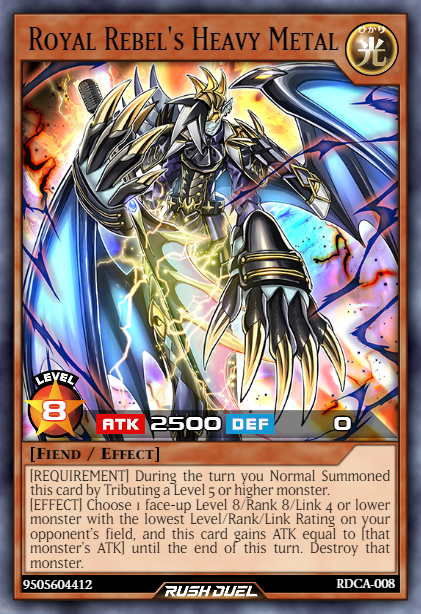 Royal Rebel's Heavy Metal
ひかり
光
LEVEL
8
ATK 2500 DEF 0
[Fiend / Effect]
[REQUIREMENT] During the turn you Normal Summoned
this card by Tributing a Level 5 or higher monster.
[EFFECT] Choose 1 face-up Level 8/Rank 8/Link 4 or lower
monster with the lowest Level/Rank/Link Rating on your
opponent's field, and this card gains ATK equal to [that
monster's ATK] until the end of this turn. Destroy that
monster.
9505604412
RUSH DUEL
RDCA-008